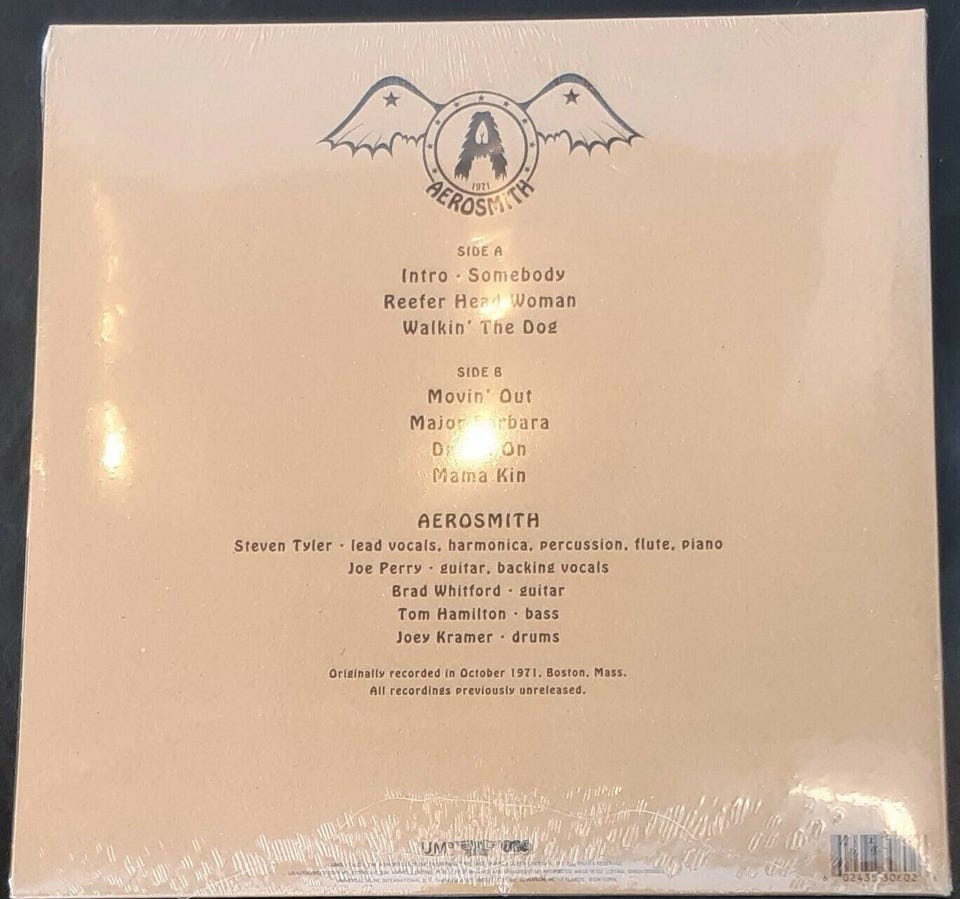 A
1971
AEROSMITH
SIDE A
Intro · Somebody
Reefer Head Woman
Walkin' The Dog
SIDE B
Movin' Out
Major Barbara
On
Mama Kin
AEROSMITH
Steven Tyler · lead vocals, harmonica, percussion, flute, piano
Joe Perry · guitar, backing vocals
Brad Whitford · guitar
Tom Hamilton · bass
Joey Kramer · drums
Originally recorded in October 1971, Boston, Mass.
All recordings previously unreleased.